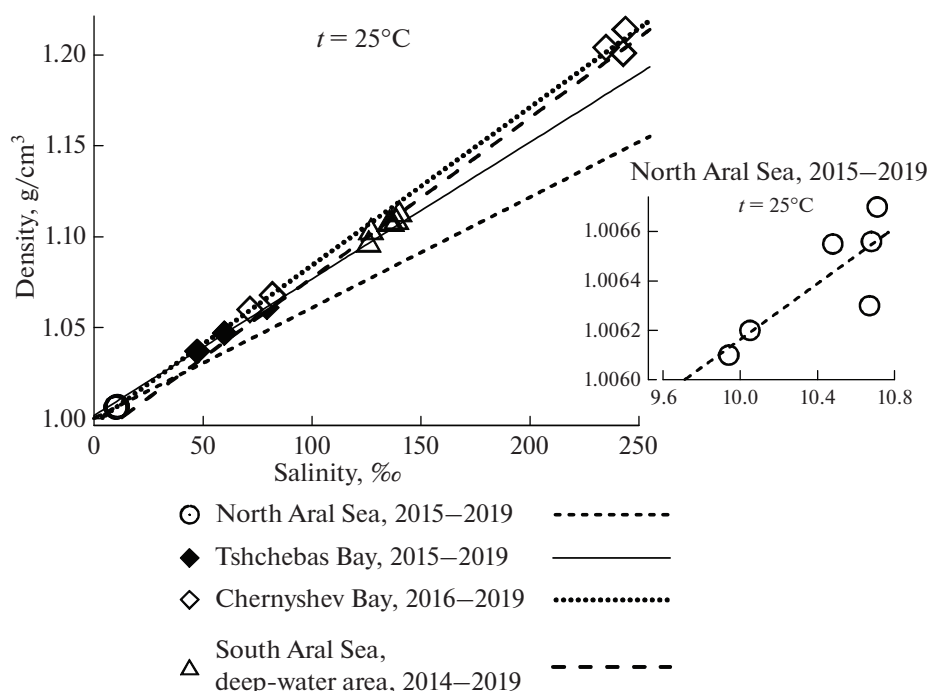 1.20
t = 25°C
1.15
1.10
1.05
1.00
Density, g/cm³
0 50 100 150 200 250
Salinity, ‰
North Aral Sea, 2015–2019
t = 25°C
1.0066
1.0064
1.0062
1.0060
9.6 10.0 10.4 10.8
North Aral Sea, 2015–2019
Tshchebas Bay, 2015–2019
Chernyshev Bay, 2016–2019
South Aral Sea,
deep-water area, 2014–2019